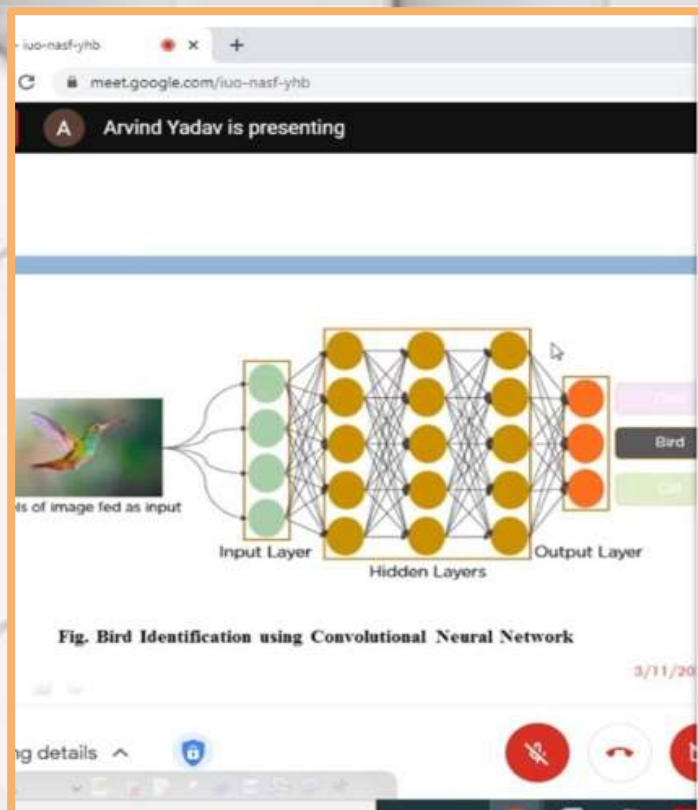 - iuo-nasf-yhb
meet.google.com/iuo-nasf-yhb
A Arvind Yadav is presenting
Bird
ls of image fed as input
Input Layer
Output Layer
Hidden Layers
Fig. Bird Identification using Convolutional Neural Network
3/11/20
ng details